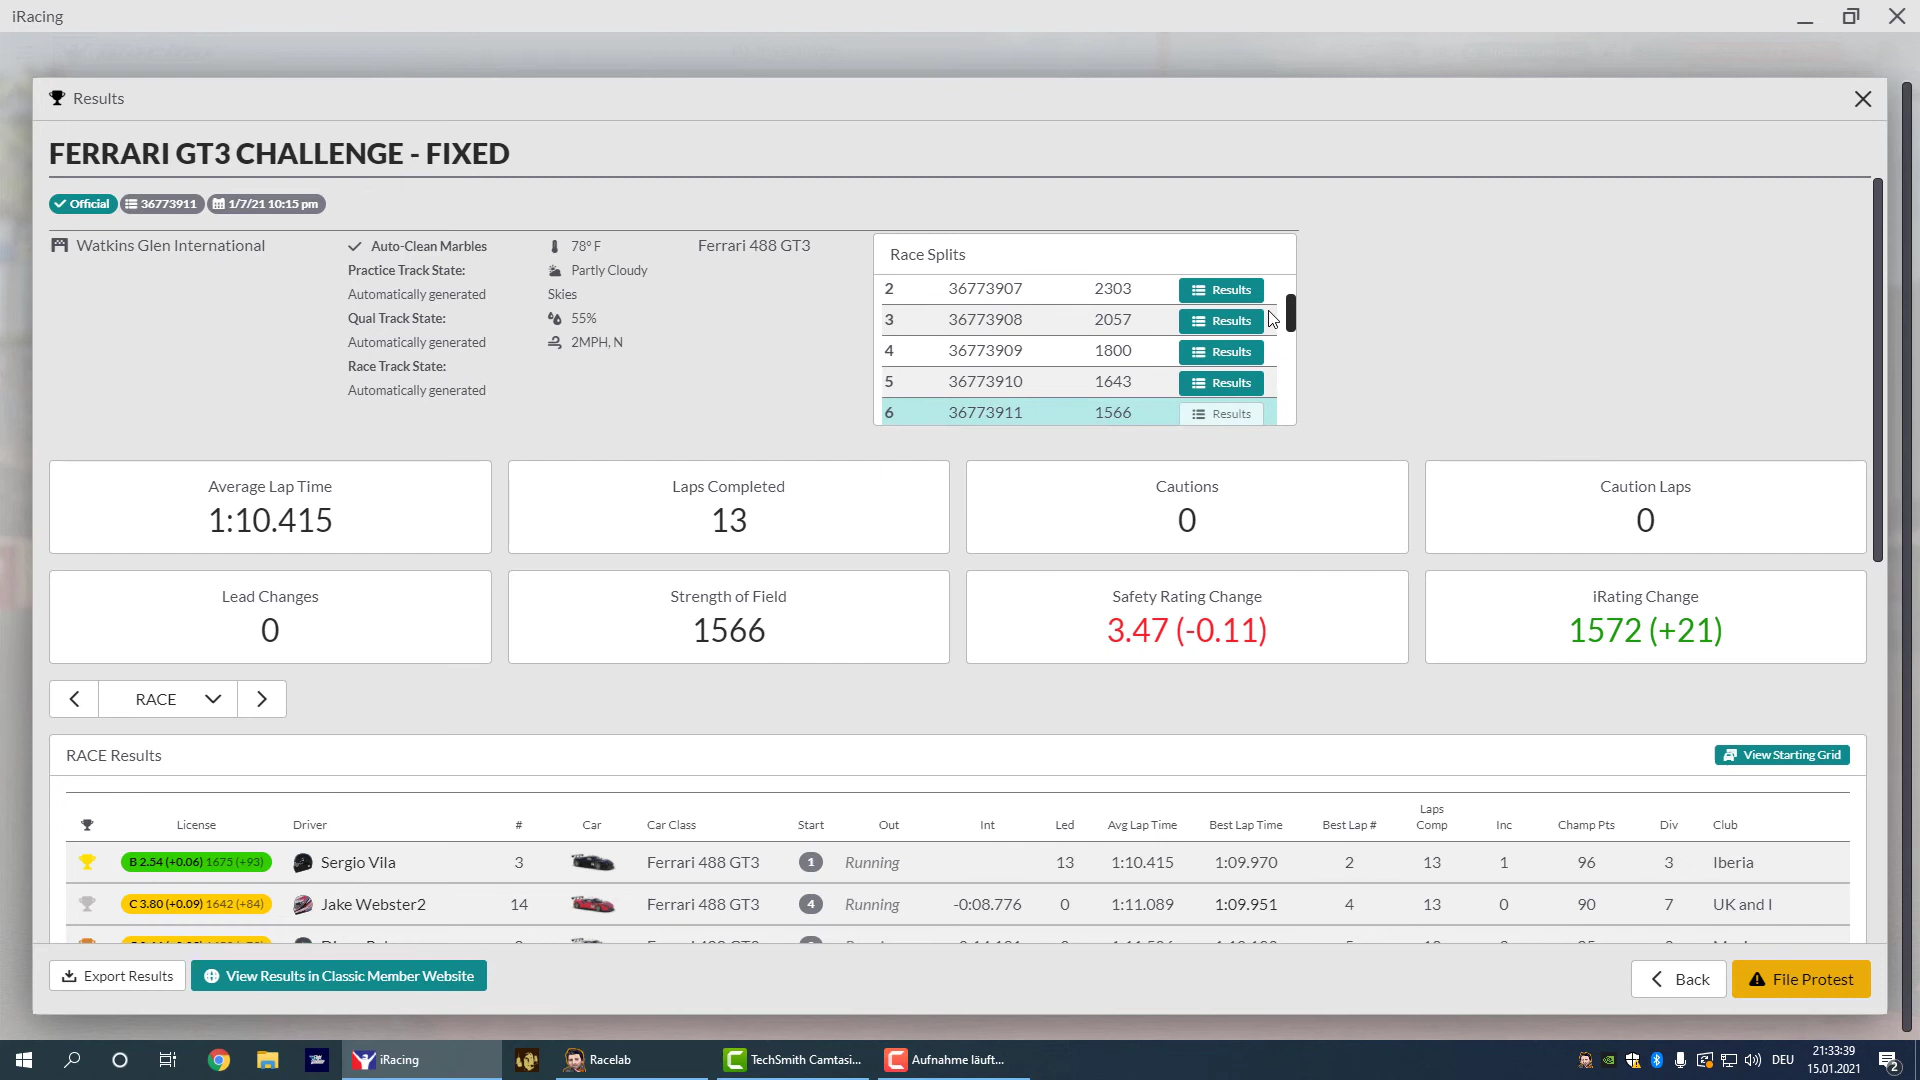 iRacing
Results
FERRARI GT3 CHALLENGE - FIXED
Official 36773911 1/7/21 10:15 pm
Watkins Glen International
Auto-Clean Marbles
Practice Track State:
Automatically generated
Qual Track State:
Automatically generated
Race Track State:
Automatically generated
78° F
Partly Cloudy
Skies
55%
2MPH, N
Ferrari 488 GT3
Race Splits
2 36773907 2303 Results
3 36773908 2057 Results
4 36773909 1800 Results
5 36773910 1643 Results
6 36773911 1566 Results
Average Lap Time
1:10.415
Laps Completed
13
Cautions
0
Caution Laps
0
Lead Changes
0
Strength of Field
1566
Safety Rating Change
3.47 (-0.11)
iRating Change
1572 (+21)
RACE
RACE Results
View Starting Grid
License Driver # Car Car Class Start Out Int Led Avg Lap Time Best Lap Time Best Lap # Laps Comp Inc Champ Pts Div Club
B 2.54 (+0.06) 1675 (+93) Sergio Vila 3 Ferrari 488 GT3 1 Running 13 1:10.415 1:09.970 2 13 1 96 3 Iberia
C 3.80 (+0.09) 1642 (+84) Jake Webster2 14 Ferrari 488 GT3 4 Running -0:08.776 0 1:11.089 1:09.951 4 13 0 90 7 UK and I
Export Results
View Results in Classic Member Website
Back
File Protest
iRacing
Racelab
TechSmith Camtasi...
Aufnahme läuft...
DEU
21:33:39
15.01.2021
2